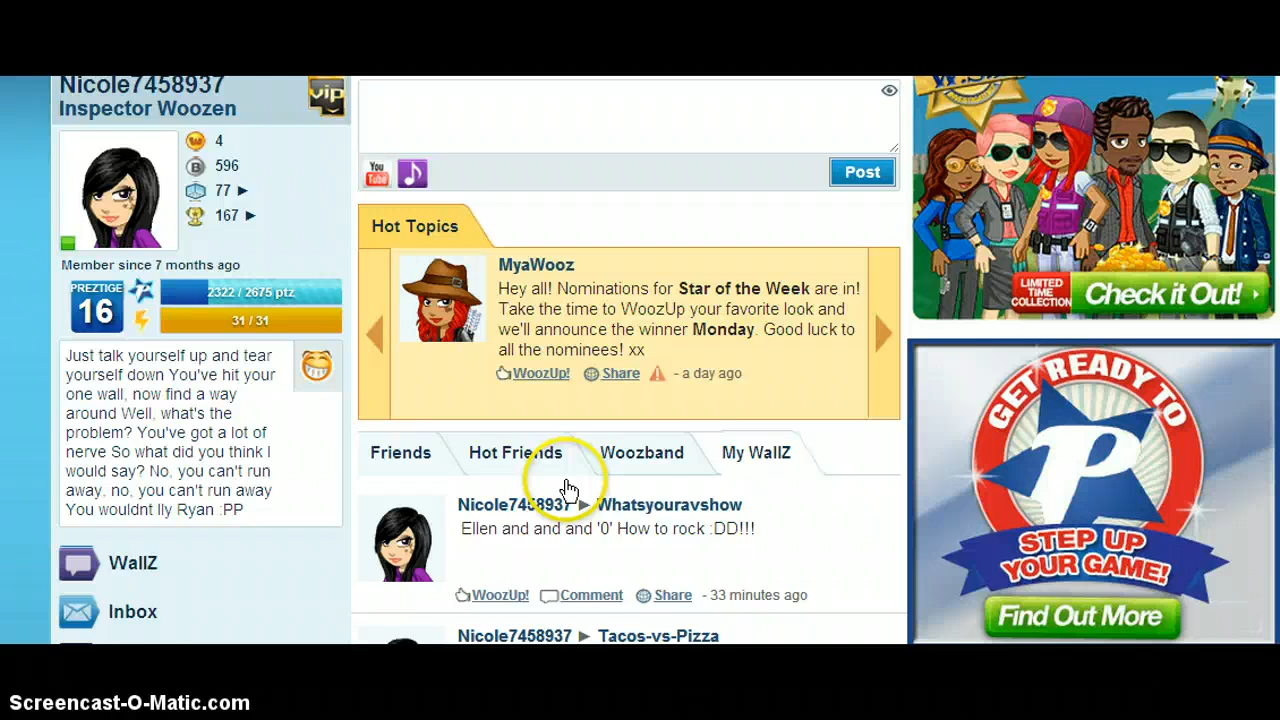 Nicole7458937
Inspector Woozen
vip
4
B 596
77
167
Member since 7 months ago
PREZTIGE
16
2322 / 2675 ptz
31 / 31
Just talk yourself up and tear
yourself down You've hit your
one wall, now find a way
around Well, what's the
problem? You've got a lot of
nerve So what did you think I
would say? No, you can't run
away, no, you can't run away
You wouldnt lly Ryan :PP
WallZ
Inbox
You
Tube
Post
Hot Topics
MyaWooz
Hey all! Nominations for Star of the Week are in!
Take the time to WoozUp your favorite look and
we'll announce the winner Monday. Good luck to
all the nominees! xx
WoozUp! Share - a day ago
Friends
Hot Friends
Woozband
My WallZ
Nicole7458937 ► Whatsyouravshow
Ellen and and and '0' How to rock :DD!!!
WoozUp! Comment Share - 33 minutes ago
Nicole7458937 ► Tacos-vs-Pizza
LIMITED
TIME
COLLECTION
Check it Out!
GET READY TO
P
STEP UP
YOUR GAME!
Find Out More
Screencast-O-Matic.com